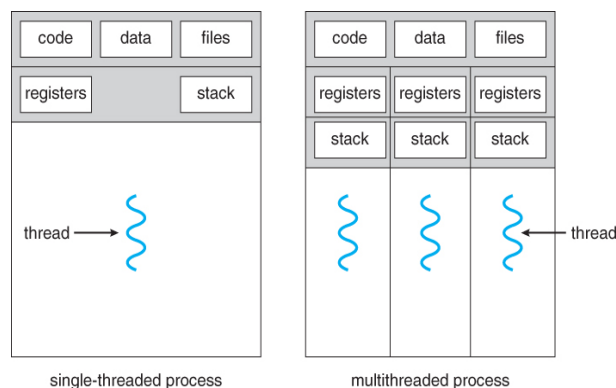 code data files
registers stack
thread
single-threaded process
code data files
registers registers registers
stack stack stack
thread
multithreaded process